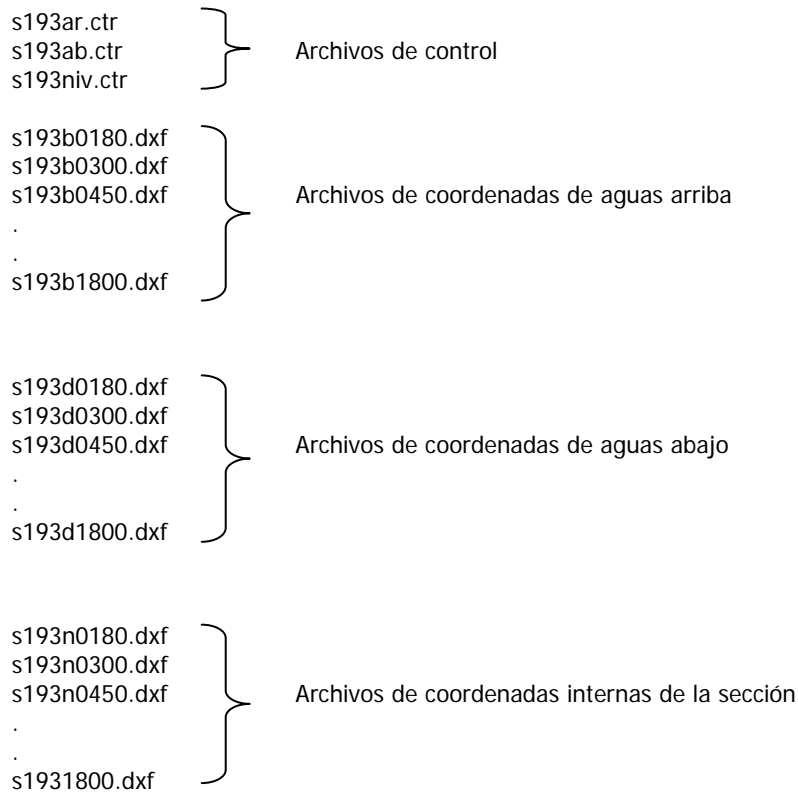 s193ar.ctr
s193ab.ctr Archivos de control
s193niv.ctr
s193b0180.dxf
s193b0300.dxf
s193b0450.dxf Archivos de coordenadas de aguas arriba
.
.
s193b1800.dxf
s193d0180.dxf
s193d0300.dxf
s193d0450.dxf Archivos de coordenadas de aguas abajo
.
.
s193d1800.dxf
s193n0180.dxf
s193n0300.dxf
s193n0450.dxf Archivos de coordenadas internas de la sección
.
.
s1931800.dxf